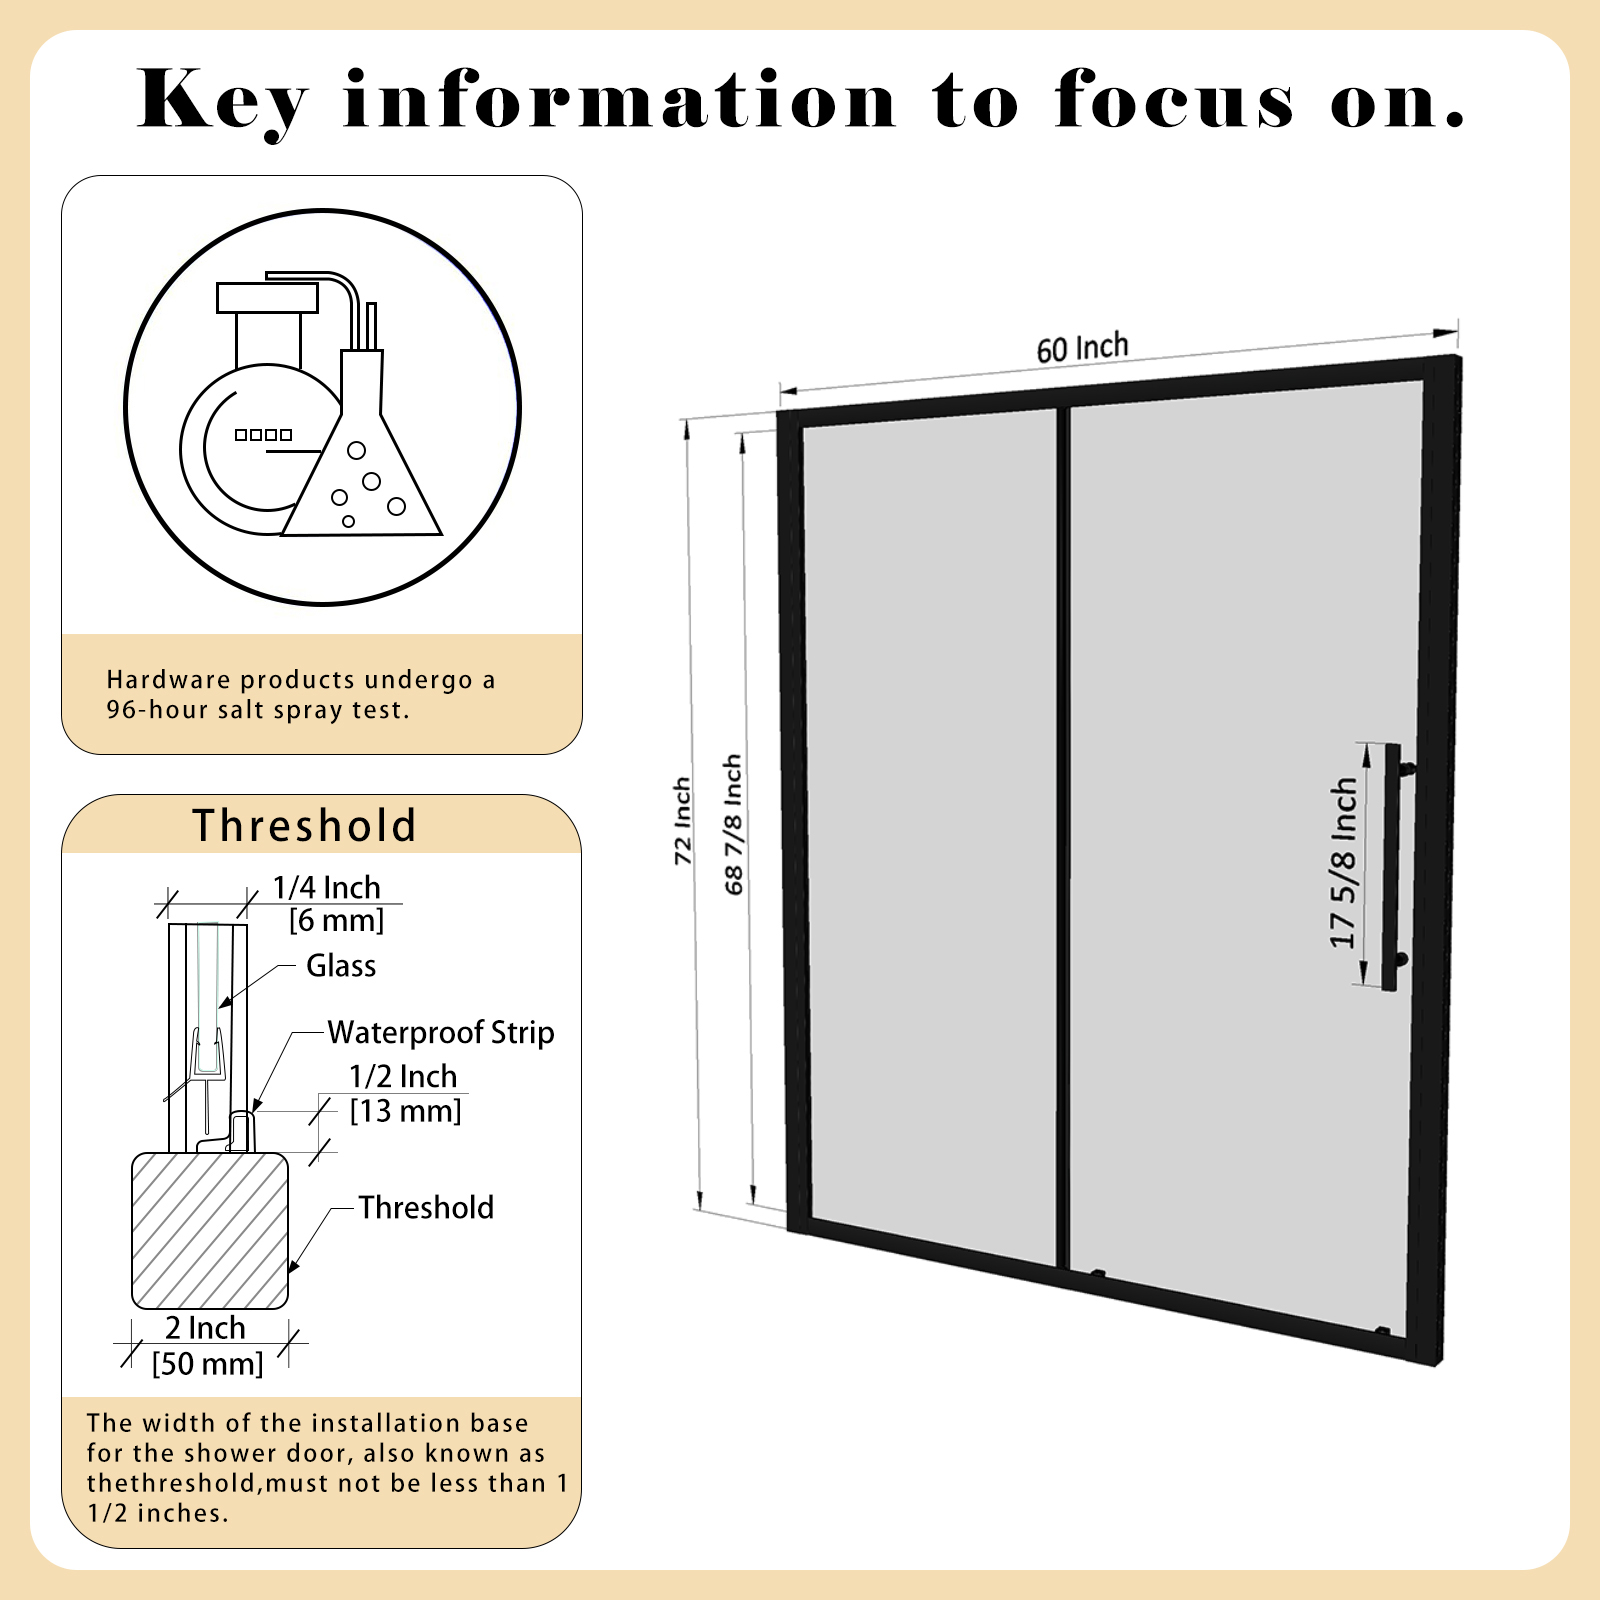 Key information to focus on.
Hardware products undergo a
96-hour salt spray test.
Threshold
1/4 Inch
[6 mm]
Glass
Waterproof Strip
1/2 Inch
[13 mm]
Threshold
2 Inch
[50 mm]
The width of the installation base
for the shower door, also known as
thethreshold,must not be less than 1
1/2 inches.
60 Inch
72 Inch
68 7/8 Inch
17 5/8 Inch